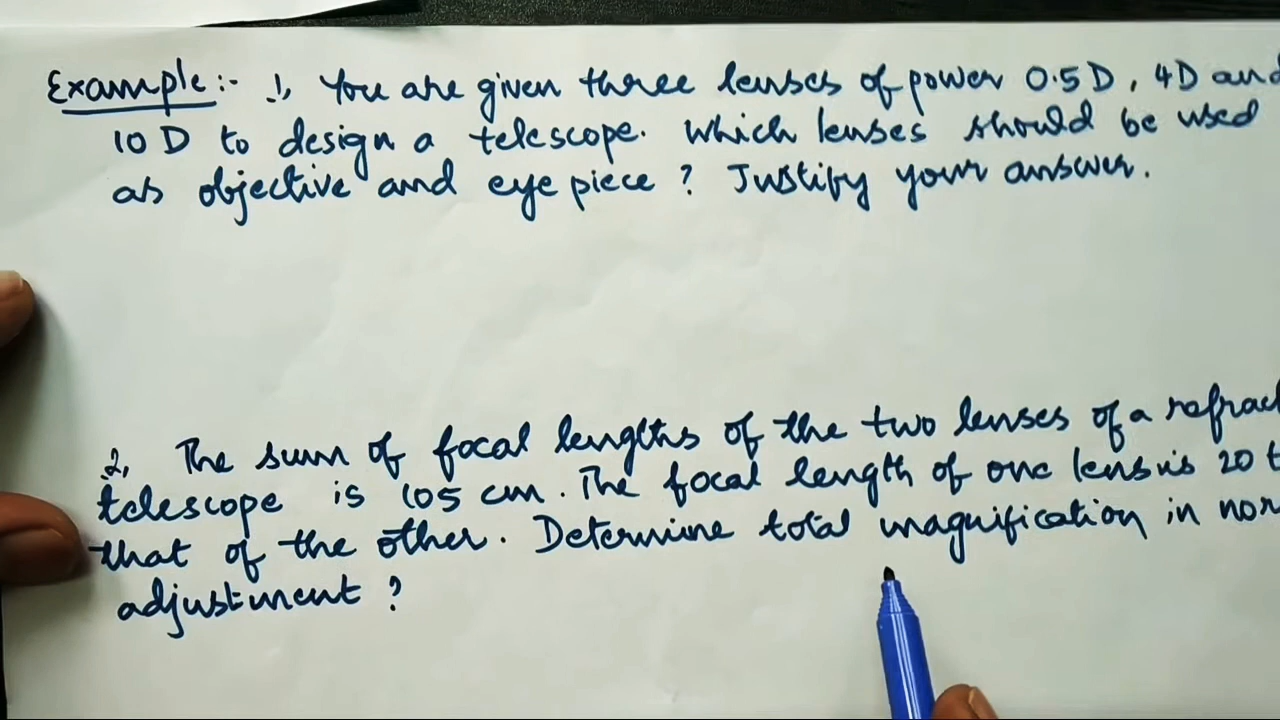 Example:- 1, You are given three lenses of power 0.5D, 4D and
10 D to design a telescope. Which lenses should be used
as objective and eye piece ? Justify your answer.
2, The sum of focal lengths of the two lenses of a refract
telescope is 105 cm. The focal length of one lens is 20 t
that of the other. Determine total magnification in nor
adjustment ?